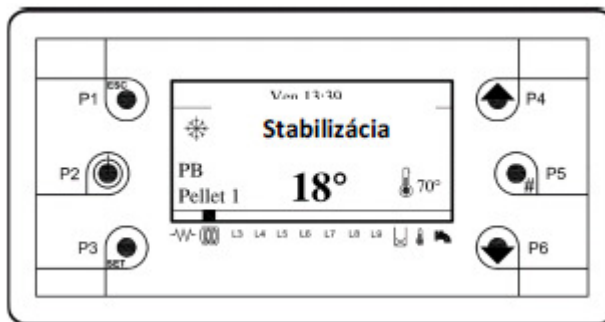 ESC
P1
P2
P3
SET
Ven 13:39
Stabilizácia
PB
Pellet 1
18°
70°
L3 L4 L5 L6 L7 L8 L9
P4
P5
#
P6